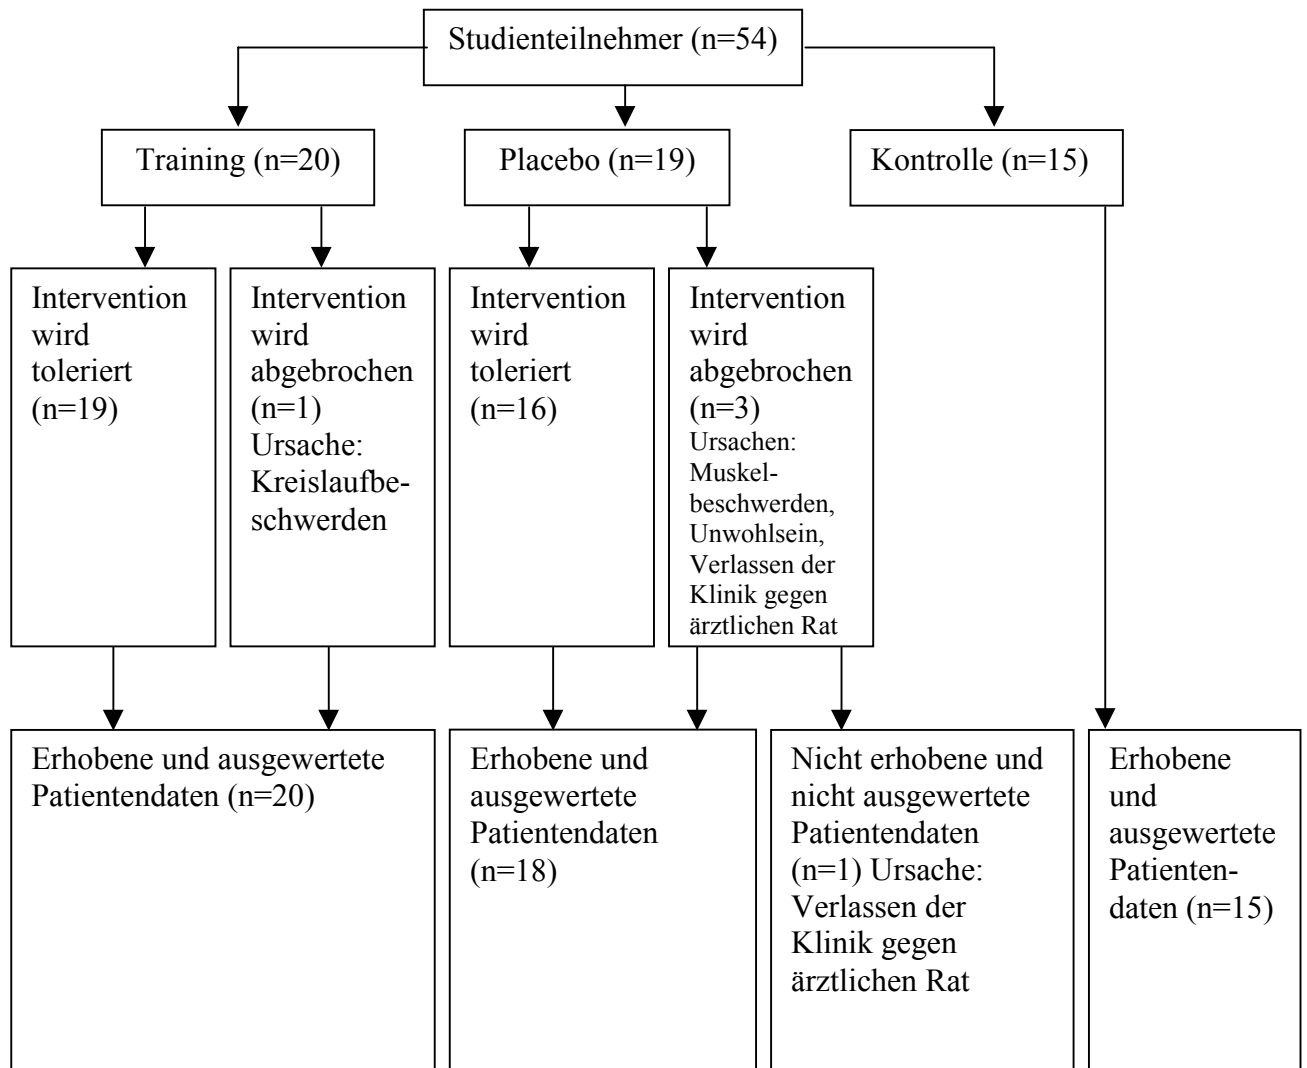 Studienteilnehmer (n=54)
Training (n=20)
Placebo (n=19)
Kontrolle (n=15)
Intervention
wird
toleriert
(n=19)
Intervention
wird
abgebrochen
(n=1)
Ursache:
Kreislaufbe-
schwerden
Intervention
wird
toleriert
(n=16)
Intervention
wird
abgebrochen
(n=3)
Ursachen:
Muskel-
beschwerden,
Unwohlsein,
Verlassen der
Klinik gegen
ärztlichen Rat
Erhobene und ausgewertete
Patientendaten (n=20)
Erhobene und
ausgewertete
Patientendaten
(n=18)
Nicht erhobene und
nicht ausgewertete
Patientendaten
(n=1) Ursache:
Verlassen der
Klinik gegen
ärztlichen Rat
Erhobene
und
ausgewertete
Patienten-
daten (n=15)